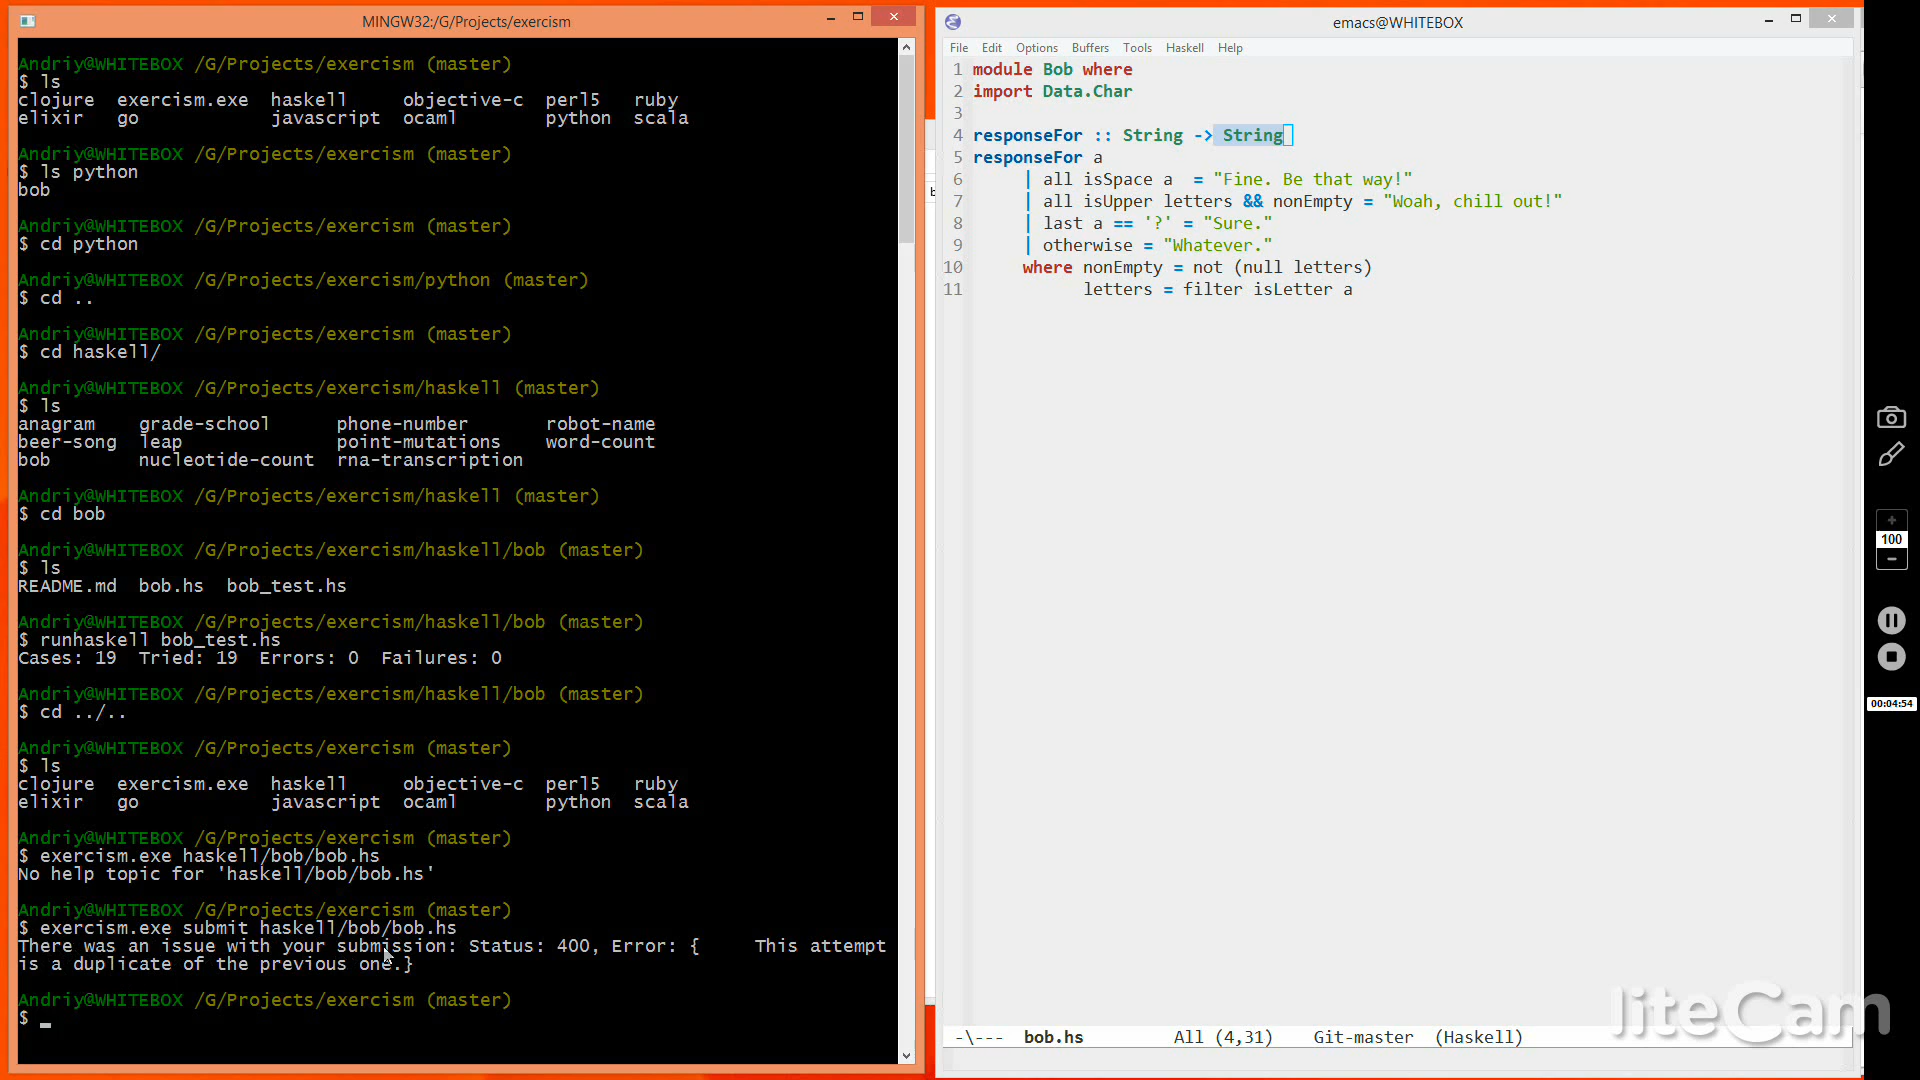 MINGW32:/G/Projects/exercism
Andriy@WHITEBOX /G/Projects/exercism (master)
$ ls
clojure exercism.exe haskell objective-c perl5 ruby
elixir go javascript ocaml python scala
Andriy@WHITEBOX /G/Projects/exercism (master)
$ ls python
bob
Andriy@WHITEBOX /G/Projects/exercism (master)
$ cd python
Andriy@WHITEBOX /G/Projects/exercism/python (master)
$ cd ..
Andriy@WHITEBOX /G/Projects/exercism (master)
$ cd haskell/
Andriy@WHITEBOX /G/Projects/exercism/haskell (master)
$ ls
anagram grade-school phone-number robot-name
beer-song leap point-mutations word-count
bob nucleotide-count rna-transcription
Andriy@WHITEBOX /G/Projects/exercism/haskell (master)
$ cd bob
Andriy@WHITEBOX /G/Projects/exercism/haskell/bob (master)
$ ls
README.md bob.hs bob_test.hs
Andriy@WHITEBOX /G/Projects/exercism/haskell/bob (master)
$ runhaskell bob_test.hs
Cases: 19 Tried: 19 Errors: 0 Failures: 0
Andriy@WHITEBOX /G/Projects/exercism/haskell/bob (master)
$ cd ../..
Andriy@WHITEBOX /G/Projects/exercism (master)
$ ls
clojure exercism.exe haskell objective-c perl5 ruby
elixir go javascript ocaml python scala
Andriy@WHITEBOX /G/Projects/exercism (master)
$ exercism.exe haskell/bob/bob.hs
No help topic for 'haskell/bob/bob.hs'
Andriy@WHITEBOX /G/Projects/exercism (master)
$ exercism.exe submit haskell/bob/bob.hs
There was an issue with your submission: Status: 400, Error: { This attempt
is a duplicate of the previous one.}
Andriy@WHITEBOX /G/Projects/exercism (master)
$
emacs@WHITEBOX
File Edit Options Buffers Tools Haskell Help
1 module Bob where
2 import Data.Char
3
4 responseFor :: String -> String
5 responseFor a
6 | all isSpace a = "Fine. Be that way!"
7 | all isUpper letters && nonEmpty = "Woah, chill out!"
8 | last a == '?' = "Sure."
9 | otherwise = "Whatever."
10 where nonEmpty = not (null letters)
11 letters = filter isLetter a
-\--- bob.hs All (4,31) Git-master (Haskell)
100
00:04:54
liteCam